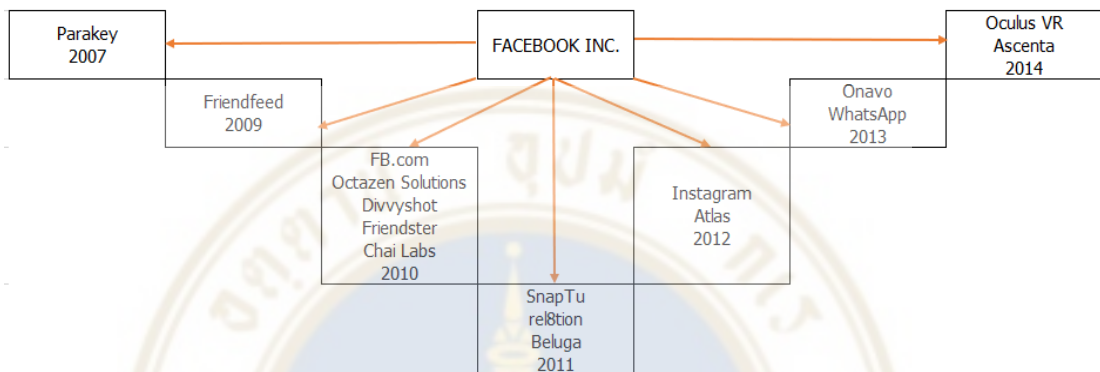 Parakey
2007
FACEBOOK INC.
Oculus VR
Ascenta
2014
Friendfeed
2009
Onavo
WhatsApp
2013
FB.com
Octazen Solutions
Divvyshot
Friendster
Chai Labs
2010
Instagram
Atlas
2012
SnapTu
rel8tion
Beluga
2011